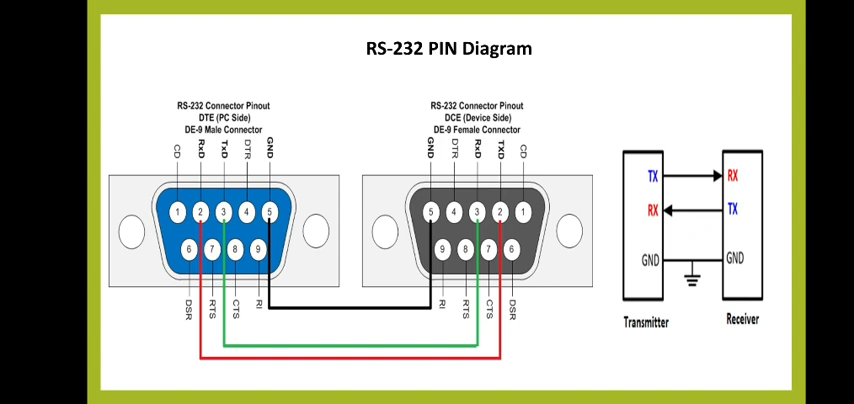 RS-232 PIN Diagram
RS-232 Connector Pinout
DTE (PC Side)
DE-9 Male Connector
CD RxD TxD DTR GND
1 2 3 4 5
6 7 8 9
DSR RTS CTS RI
RS-232 Connector Pinout
DCE (Device Side)
DE-9 Female Connector
GND DTR RxD TXD CD
5 4 3 2 1
9 8 7 6
RI RTS CTS DSR
TX RX
RX TX
GND GND
Transmitter Receiver